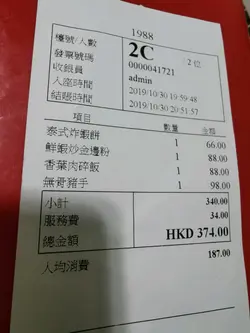 1988
檯號/人數 2C 2 位
發票號碼 0000041721
收銀員 admin
入座時間 2019/10/30 19:59:48
結賬時間 2019/10/30 20:51:57
項目 數量 金額
泰式炸蝦餅 1 66.00
鮮蝦炒金邊粉 1 88.00
香葉肉碎飯 1 88.00
無骨豬手 1 98.00
小計 340.00
服務費 34.00
總金額 HKD 374.00
人均消費 187.00